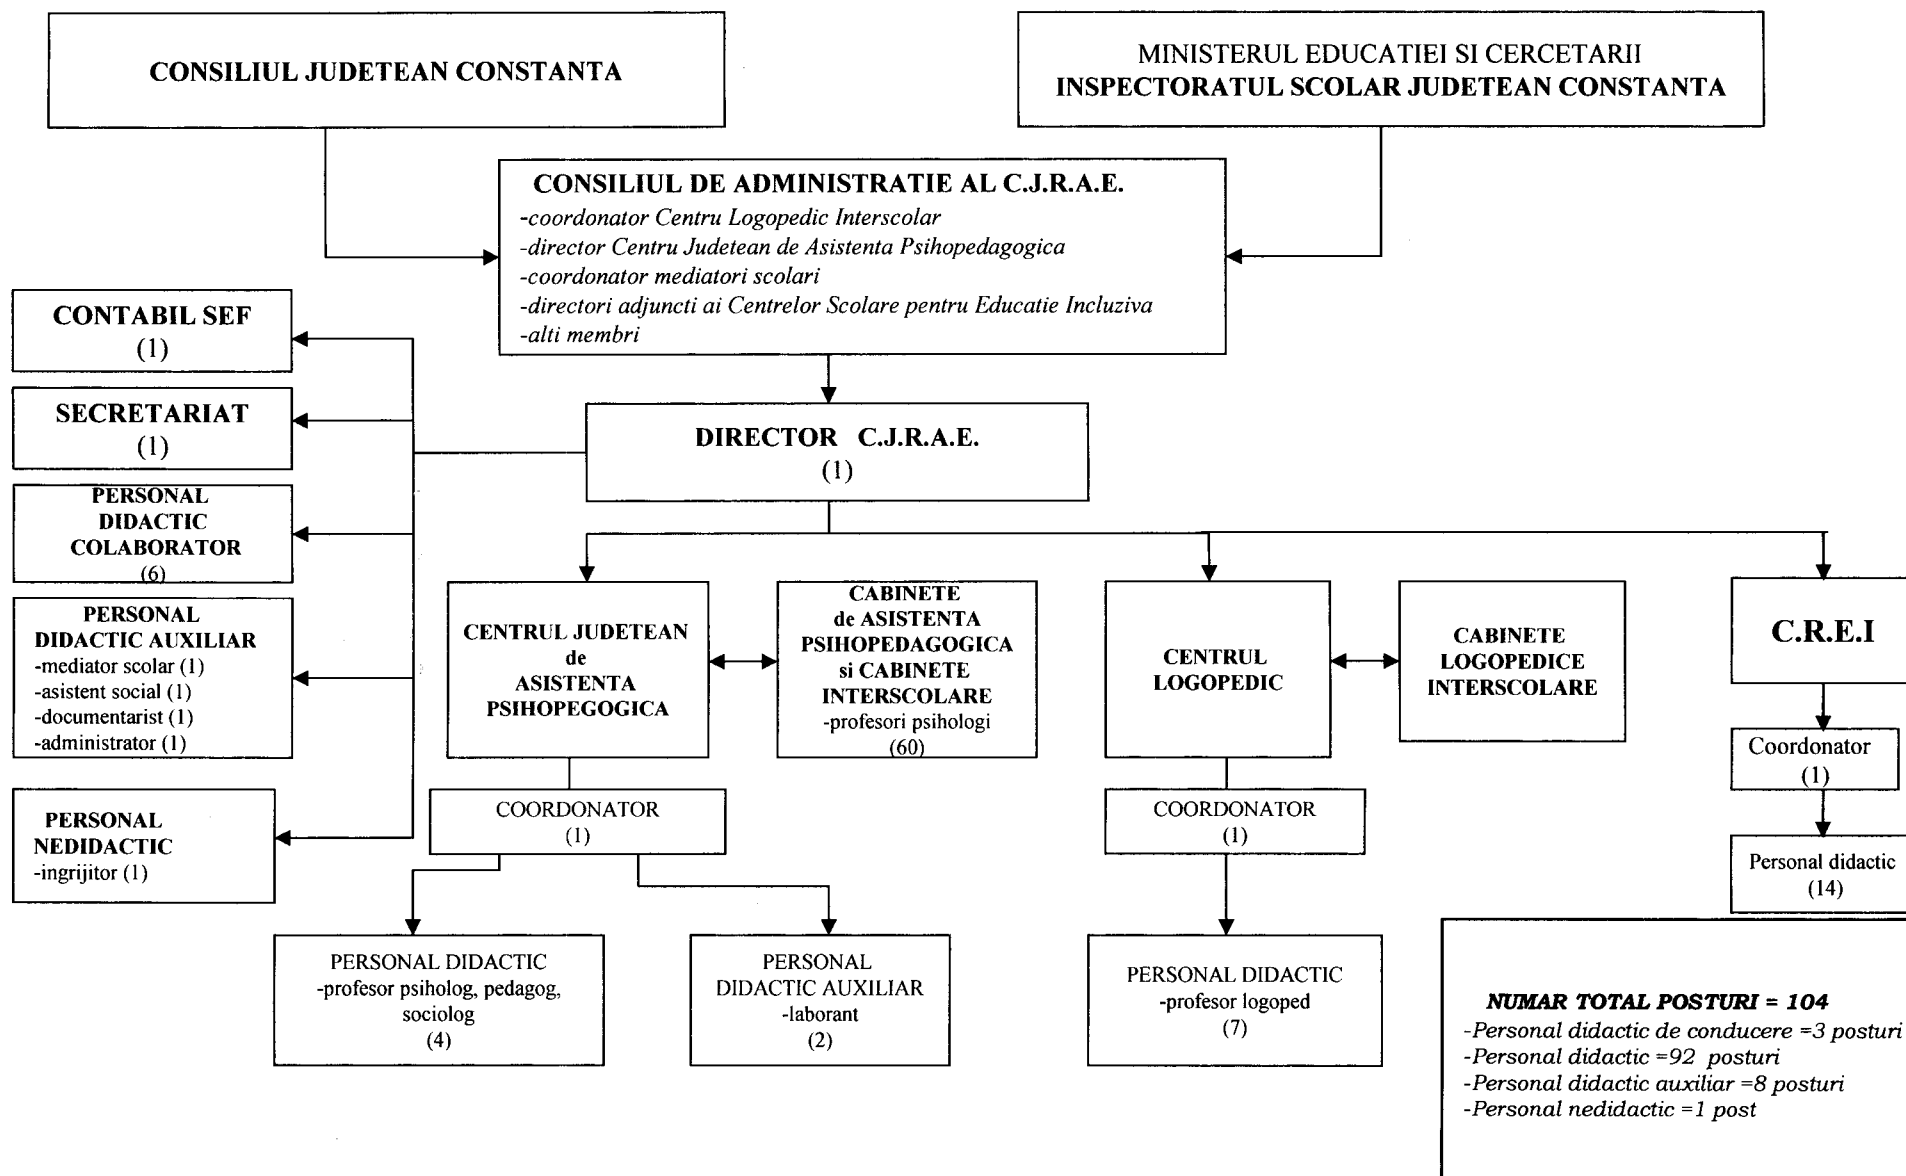 CONSILIUL JUDETEAN CONSTANTA
MINISTERUL EDUCATIEI SI CERCETARII
INSPECTORATUL SCOLAR JUDETEAN CONSTANTA
CONSILIUL DE ADMINISTRATIE AL C.J.R.A.E.
-coordonator Centru Logopedic Interscolar
-director Centru Judetean de Asistenta Psihopedagogica
-coordonator mediatori scolari
-directori adjuncti ai Centrelor Scolare pentru Educatie Incluziva
-alti membri
CONTABIL SEF
(1)
SECRETARIAT
(1)
DIRECTOR C.J.R.A.E.
(1)
PERSONAL
DIDACTIC
COLABORATOR
(6)
PERSONAL
DIDACTIC AUXILIAR
-mediator scolar (1)
-asistent social (1)
-documentarist (1)
-administrator (1)
PERSONAL
NEDIDACTIC
-ingrijitor (1)
CENTRUL JUDETEAN
de
ASISTENTA
PSIHOPEGOGICA
CABINETE
de ASISTENTA
PSIHOPEDAGOGICA
si CABINETE
INTERSCOLARE
-profesori psihologi
(60)
CENTRUL
LOGOPEDIC
CABINETE
LOGOPEDICE
INTERSCOLARE
C.R.E.I
COORDONATOR
(1)
COORDONATOR
(1)
Coordonator
(1)
Personal didactic
(14)
PERSONAL DIDACTIC
-profesor psiholog, pedagog,
sociolog
(4)
PERSONAL
DIDACTIC AUXILIAR
-laborant
(2)
PERSONAL DIDACTIC
-profesor logoped
(7)
NUMAR TOTAL POSTURI = 104
-Personal didactic de conducere =3 posturi
-Personal didactic =92 posturi
-Personal didactic auxiliar =8 posturi
-Personal nedidactic =1 post